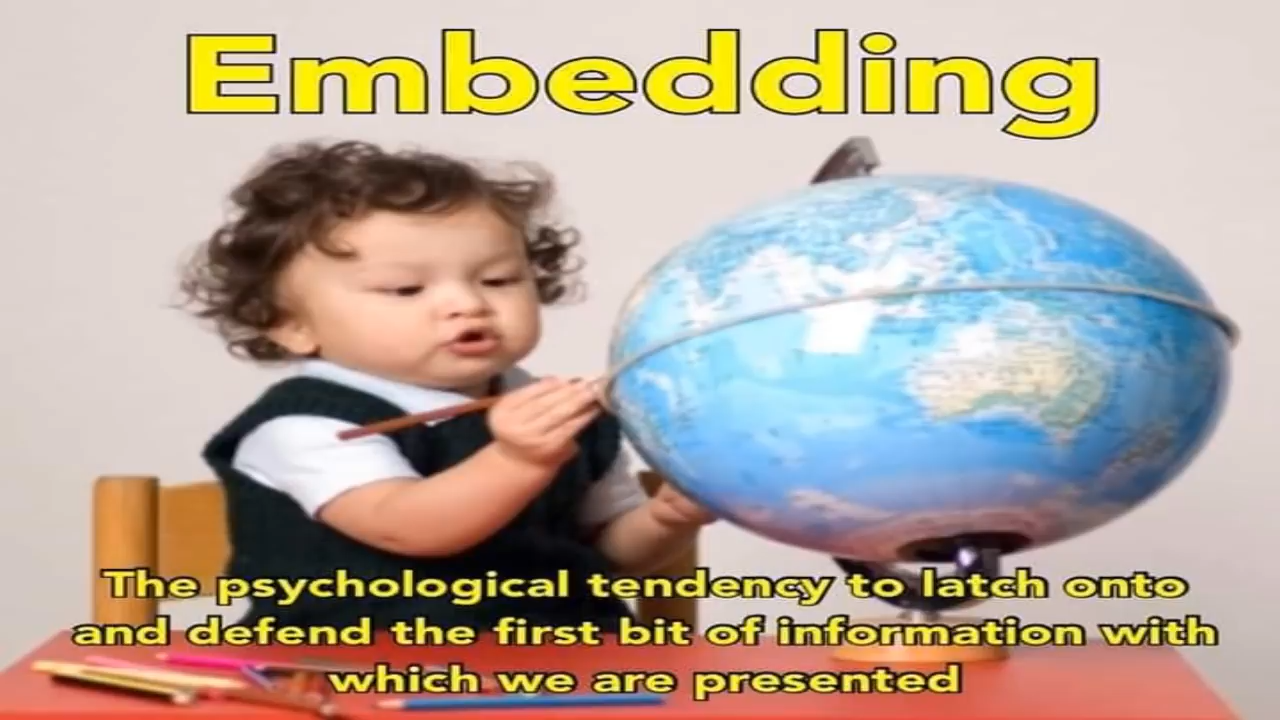 Embedding
The psychological tendency to latch onto
and defend the first bit of information with
which we are presented